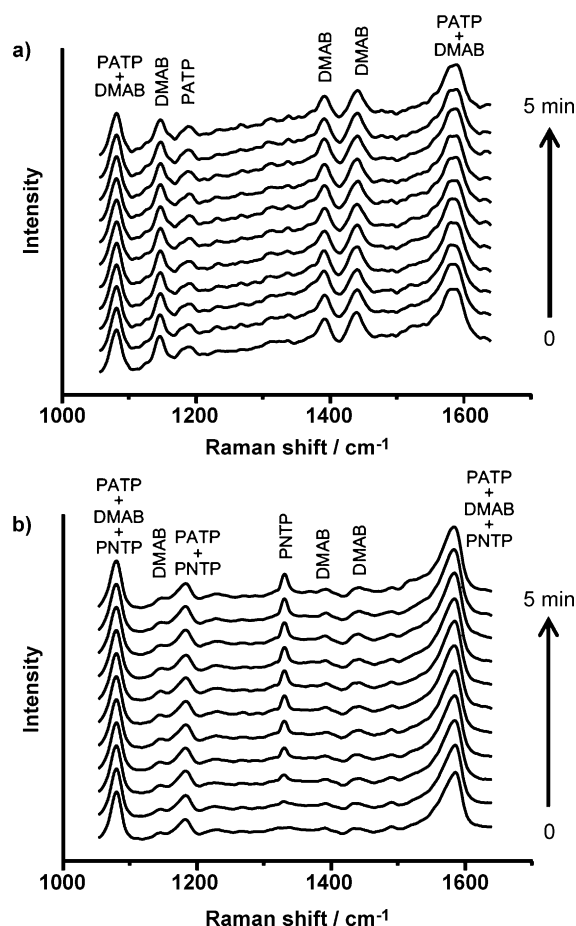 a)
PATP
+
DMAB
DMAB
PATP
DMAB
DMAB
PATP
+
DMAB
5 min
0
Intensity
1000 1200 1400 1600
Raman shift / cm-1
b)
PATP
+
DMAB
+
PNTP
DMAB
PATP
+
PNTP
PNTP
DMAB
DMAB
PATP
+
DMAB
+
PNTP
5 min
0
Intensity
1000 1200 1400 1600
Raman shift / cm-1